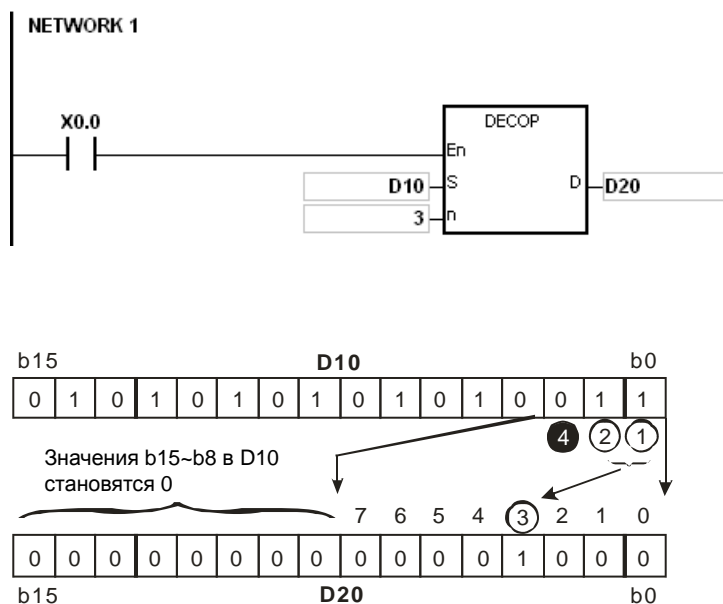 NETWORK 1
X0.0
DECOP
En
D10 S D D20
3 n
b15 D10 b0
0 1 0 1 0 1 0 1 0 1 0 1 0 0 1 1
4 2 1
Значения b15~b8 в D10
становятся 0
7 6 5 4 3 2 1 0
0 0 0 0 0 0 0 0 0 0 0 0 1 0 0 0
b15 D20 b0